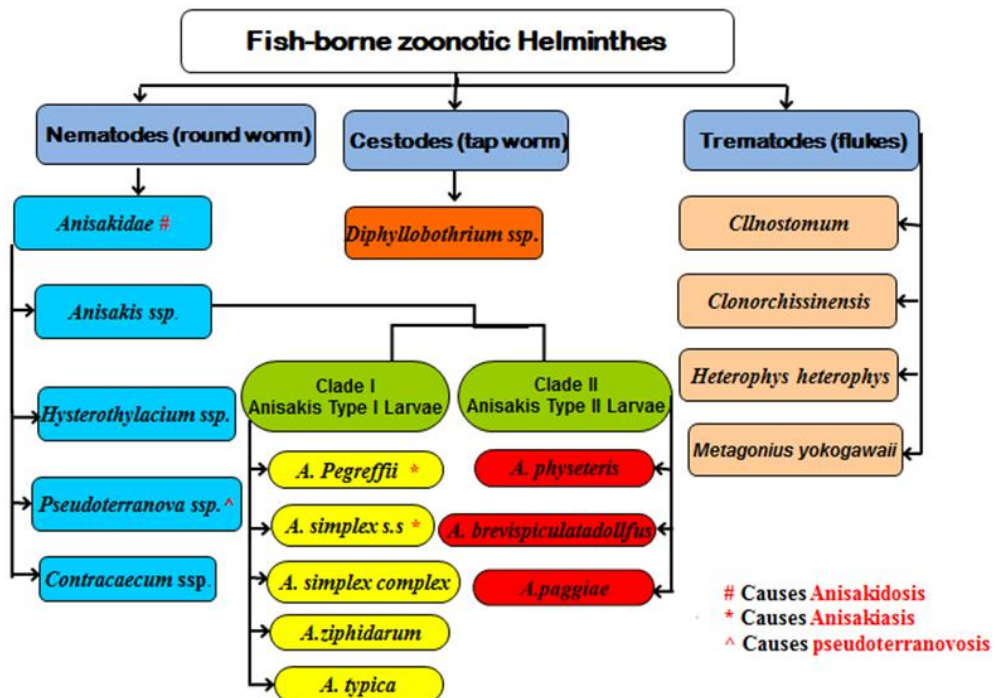 Fish-borne zoonotic Helminthes
Nematodes (round worm)
Cestodes (tap worm)
Trematodes (flukes)
Anisakidae #
Diphyllobothrium ssp.
Cllnostomum
Anisakis ssp.
Clonorchissinensis
Clade I
Anisakis Type I Larvae
Clade II
Anisakis Type II Larvae
Heterophys heterophys
Hysterothylacium ssp.
Metagonius yokogawaii
A. Pegreffii *
A. physeteris
Pseudoterranova ssp. ^
A. simplex s.s *
A. brevispiculatadollfus
Contracaecum ssp.
A. simplex complex
A.paggiae
A.ziphidarum
A. typica
# Causes Anisakidosis
* Causes Anisakiasis
^ Causes pseudoterranovosis